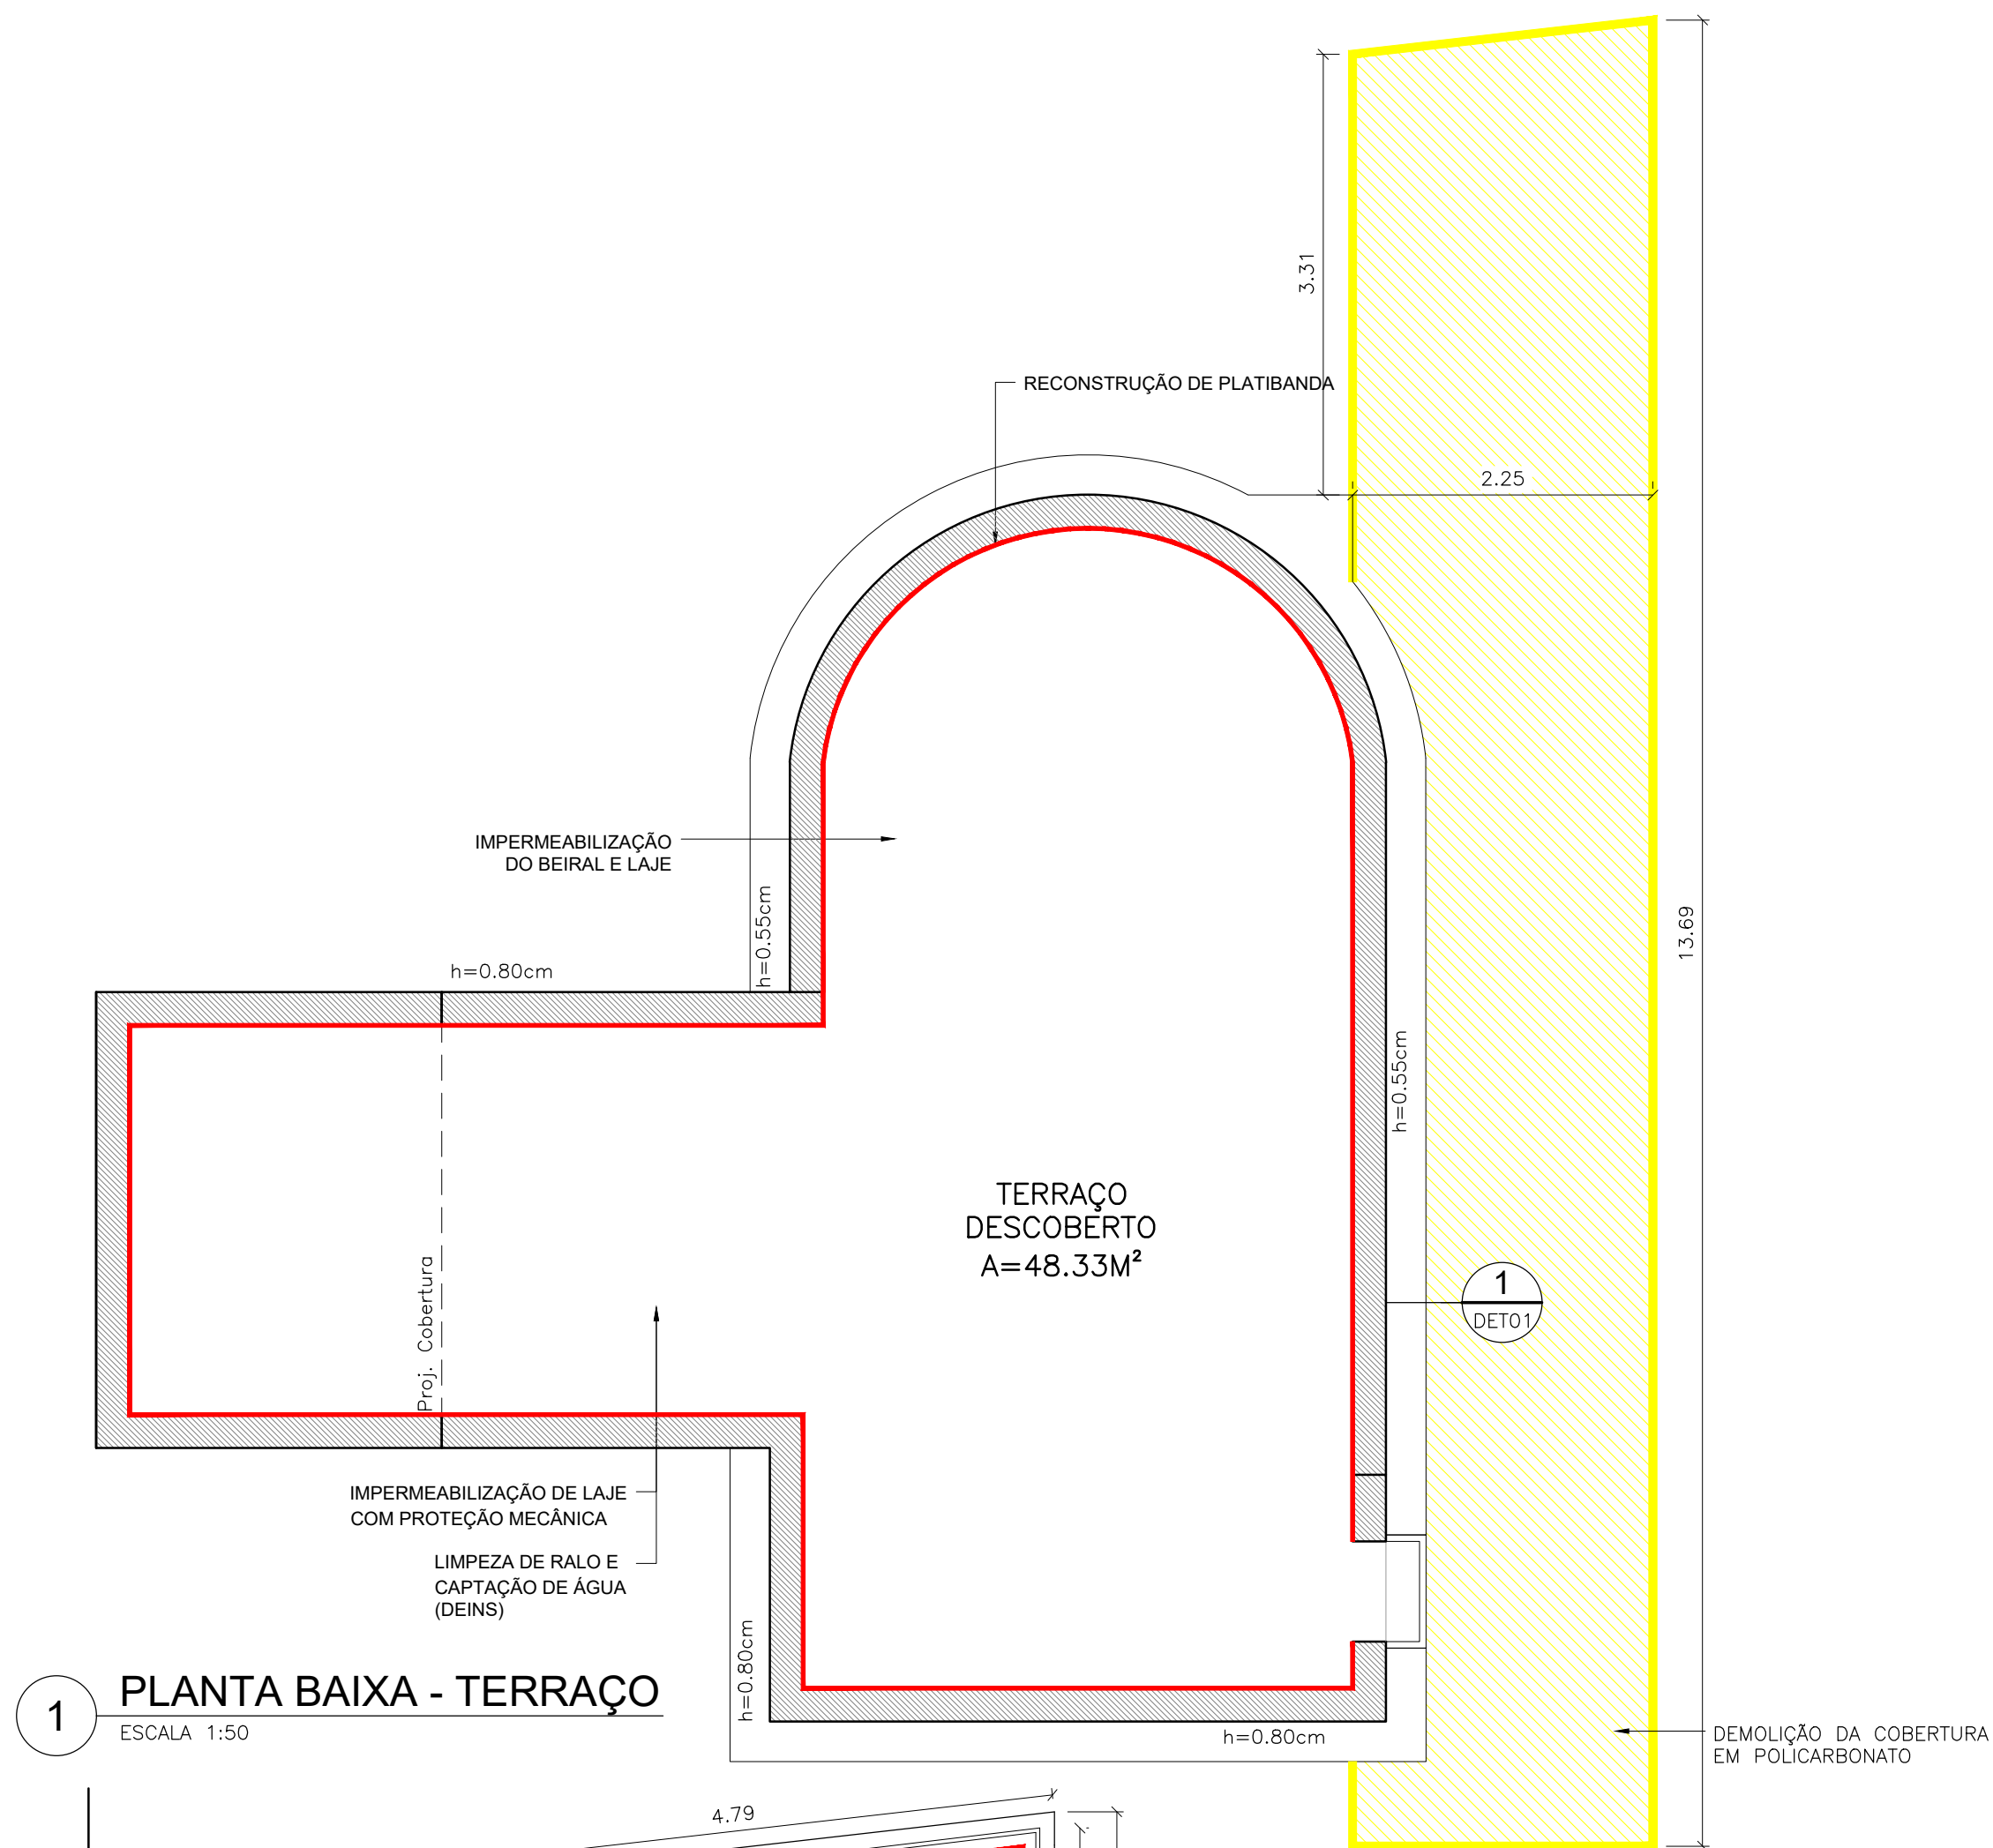 3.31
RECONSTRUÇÃO DE PLATIBANDA
2.25
IMPERMEABILIZAÇÃO
DO BEIRAL E LAJE
h=0.55cm
13.69
h=0.80cm
h=0.55cm
TERRAÇO
DESCOBERTO
A=48.33M²
Proj. Cobertura
1
DET01
IMPERMEABILIZAÇÃO DE LAJE
COM PROTEÇÃO MECÂNICA
LIMPEZA DE RALO E
CAPTAÇÃO DE ÁGUA
(DEINS)
h=0.80cm
1
PLANTA BAIXA - TERRAÇO
ESCALA 1:50
h=0.80cm
DEMOLIÇÃO DA COBERTURA
EM POLICARBONATO
4.79